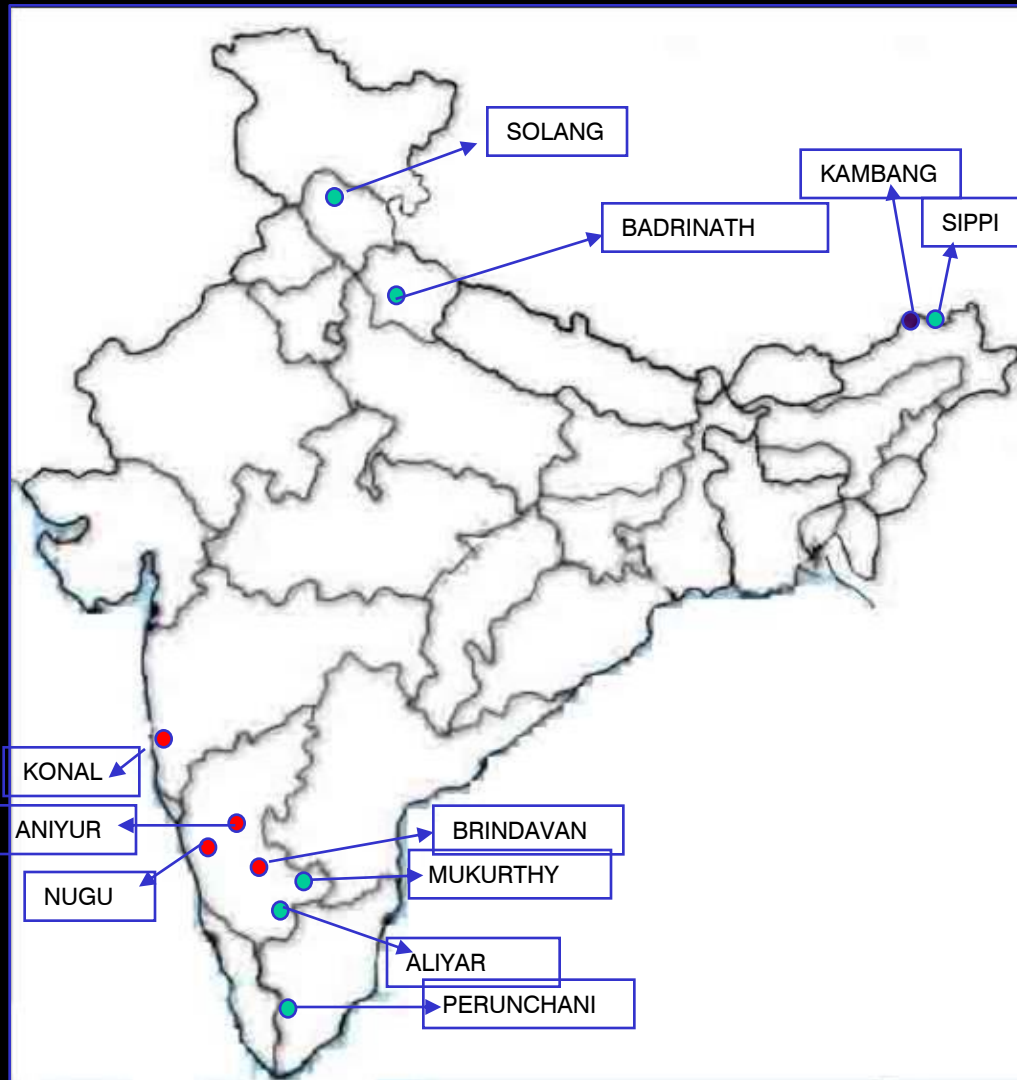 SOLANG
KAMBANG
SIPPI
BADRINATH
KONAL
ANIYUR
BRINDAVAN
MUKURTHY
NUGU
ALIYAR
PERUNCHANI